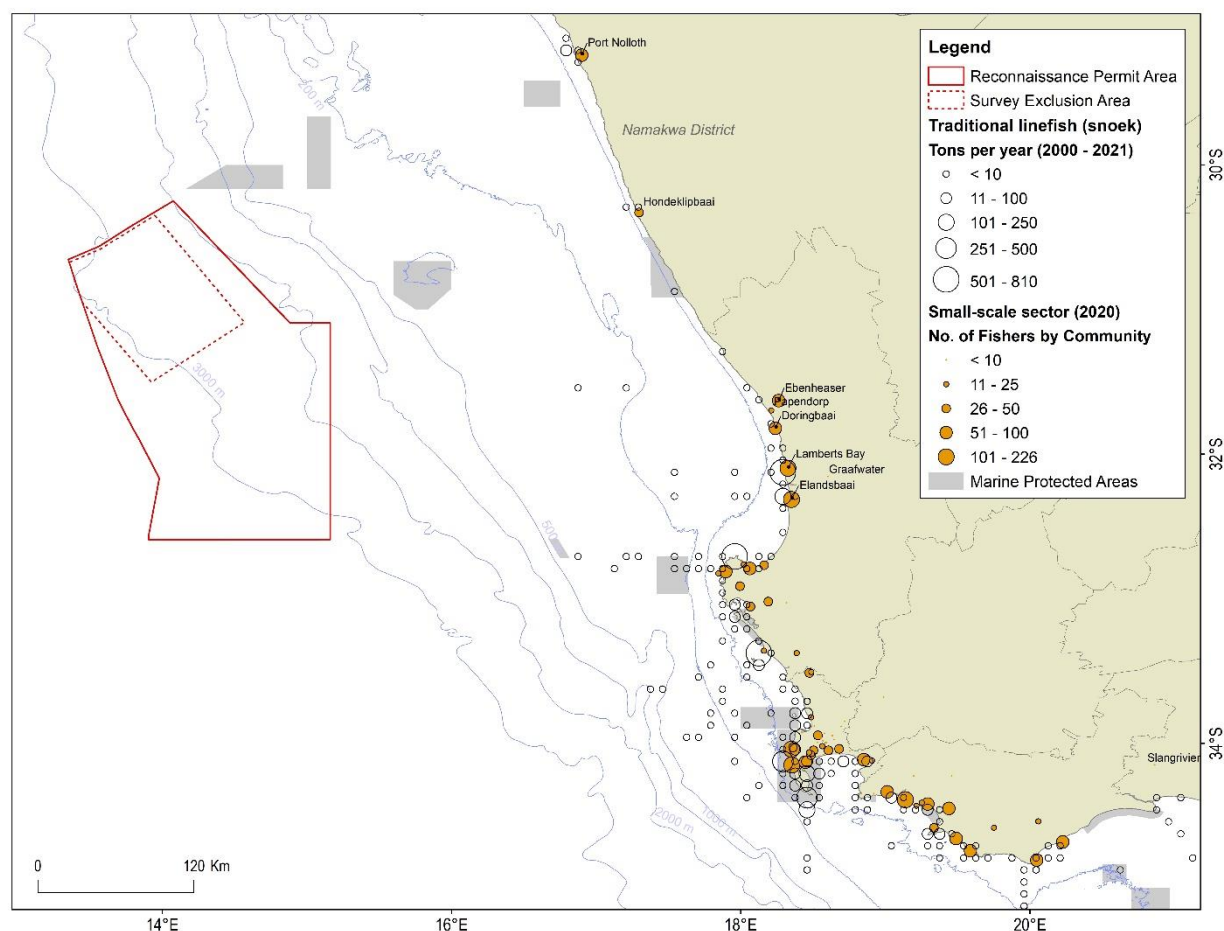 Port Nolloth
200 m
Namakwa District
Hondeklipbaai
3000 m
Ebenheaser
Papendorp
Doringbaai
Lamberts Bay
Graafwater
Elandsbaai
500
Slangrivier
1000 m
2000 m
Legend
Reconnaissance Permit Area
Survey Exclusion Area
Traditional linefish (snoek)
Tons per year (2000 - 2021)
< 10
11 - 100
101 - 250
251 - 500
501 - 810
Small-scale sector (2020)
No. of Fishers by Community
< 10
11 - 25
26 - 50
51 - 100
101 - 226
Marine Protected Areas
30°S
32°S
34°S
0 120 Km
14°E 16°E 18°E 20°E